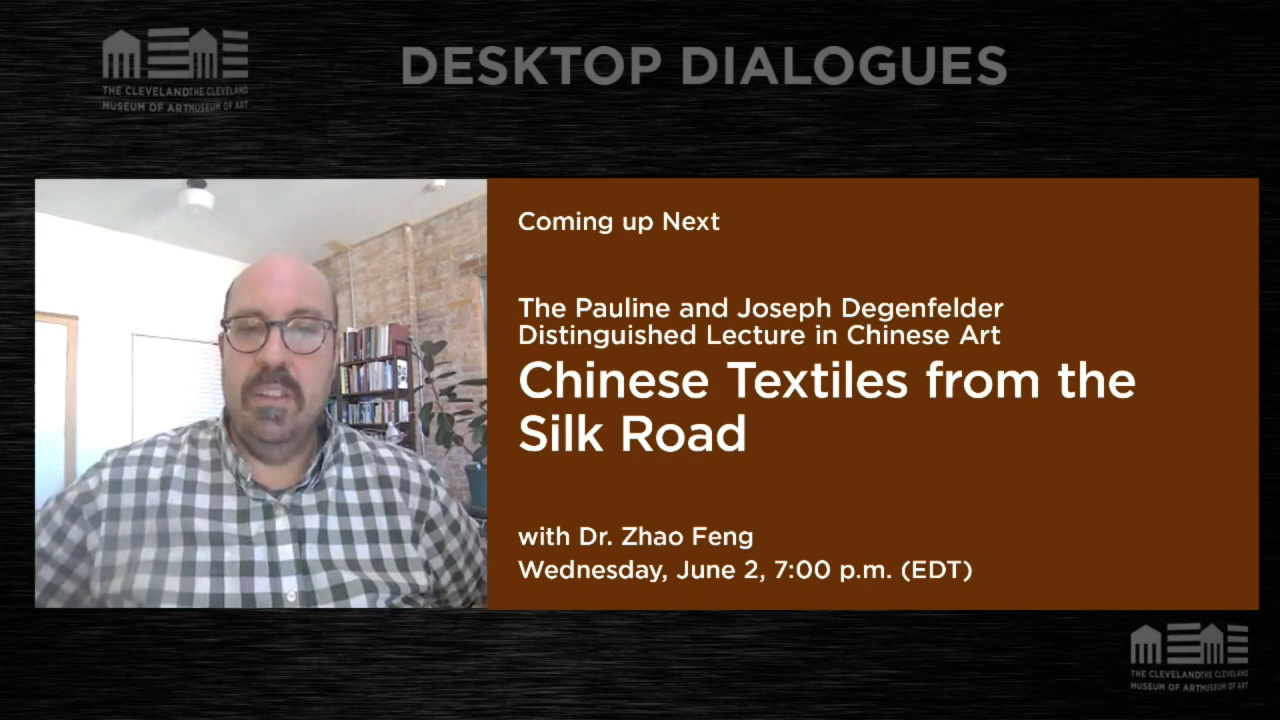 DESKTOP DIALOGUES
THE CLEVELANDTHE CLEVELAND
MUSEUM OF ARTMUSEUM OF ART
Coming up Next
The Pauline and Joseph Degenfelder
Distinguished Lecture in Chinese Art
Chinese Textiles from the
Silk Road
with Dr. Zhao Feng
Wednesday, June 2, 7:00 p.m. (EDT)
THE CLEVELANDTHE CLEVELAND
MUSEUM OF ARTMUSEUM OF ART